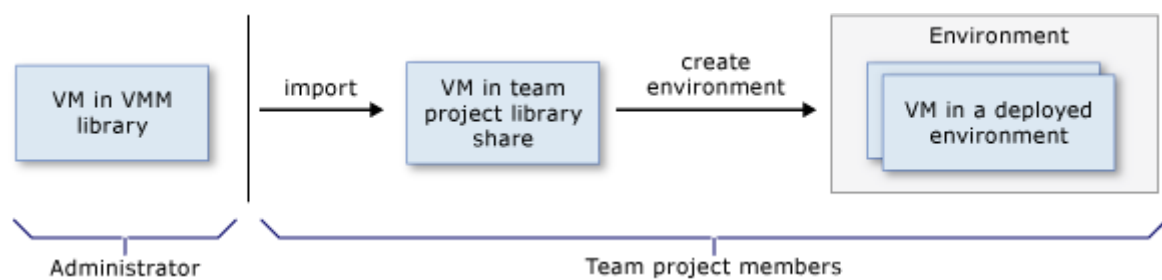 Environment
VM in VMM
library
import
VM in team
project library
share
create
environment
VM in a deployed
environment
Administrator
Team project members